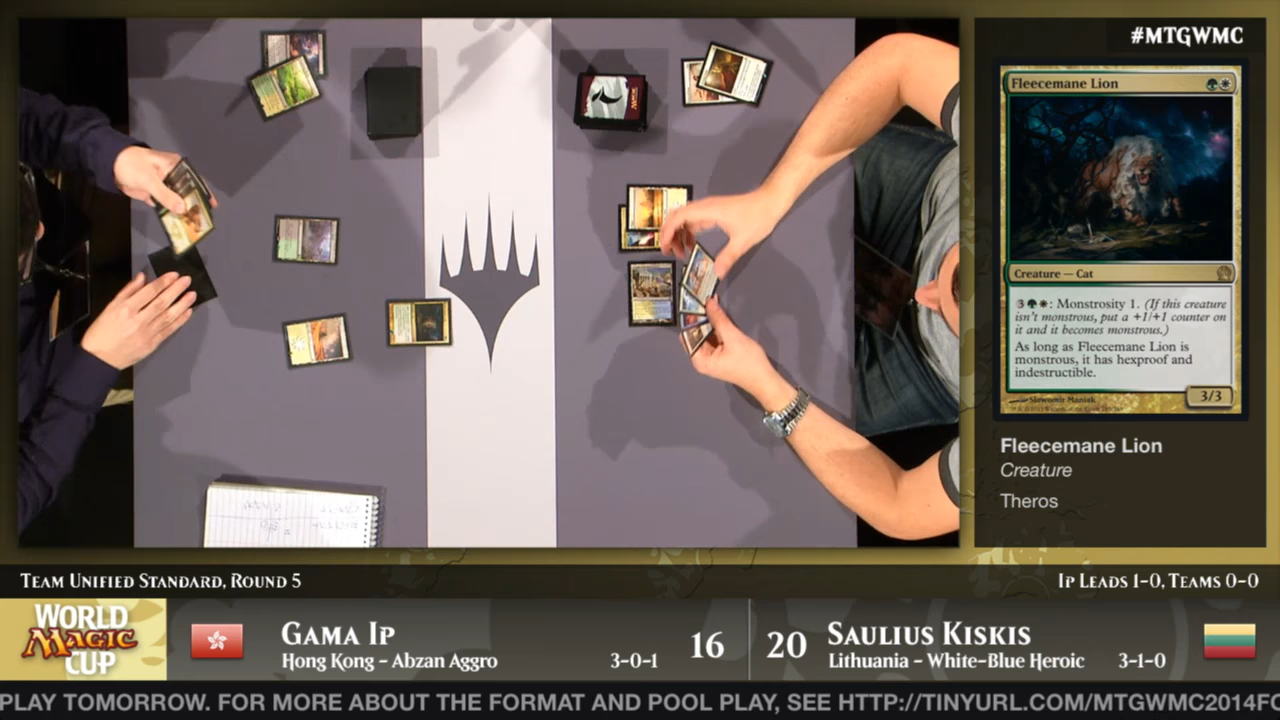 #MTGWMC
Fleecemane Lion
Creature — Cat
3 : Monstrosity 1. (If this creature
isn't monstrous, put a +1/+1 counter on
it and it becomes monstrous.)
As long as Fleecemane Lion is
monstrous, it has hexproof and
indestructible.
3/3
Fleecemane Lion
Creature
Theros
TEAM UNIFIED STANDARD, ROUND 5
IP LEADS 1-0, TEAMS 0-0
WORLD
MAGIC
CUP
GAMA IP
Hong Kong – Abzan Aggro
3-0-1
16
20
SAULIUS KISKIS
Lithuania – White-Blue Heroic
3-1-0
PLAY TOMORROW. FOR MORE ABOUT THE FORMAT AND POOL PLAY, SEE HTTP://TINYURL.COM/MTGWMC2014FO